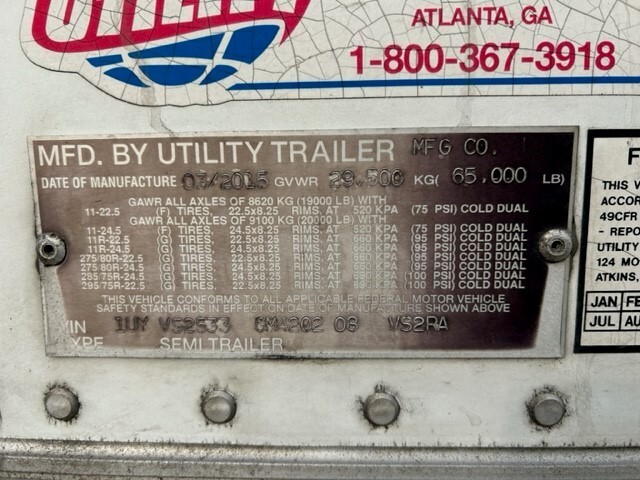 UTILITY
ATLANTA, GA
1-800-367-3918
MFD. BY UTILITY TRAILER MFG CO.
DATE OF MANUFACTURE 03/2015 GVWR 29.500 KG( 65.000 LB)
GAWR ALL AXLES OF 8620 KG (19000 LB) WITH
11-22.5 (F) TIRES. 22.5x8.25 RIMS. AT 520 KPA (75 PSI) COLD DUAL
GAWR ALL AXLES OF 9100 KG (20000 LB) WITH
11-24.5 (F) TIRES. 24.5x8.25 RIMS. AT 520 KPA (75 PSI) COLD DUAL
11R-22.5 (G) TIRES. 22.5x8.25 RIMS. AT 660 KPA (95 PSI) COLD DUAL
11R-24.5 (G) TIRES. 24.5x8.25 RIMS. AT 660 KPA (95 PSI) COLD DUAL
275/80R-22.5 (G) TIRES. 22.5x8.25 RIMS. AT 660 KPA (95 PSI) COLD DUAL
275/80R-24.5 (G) TIRES. 24.5x8.25 RIMS. AT 660 KPA (95 PSI) COLD DUAL
285/75R-24.5 (G) TIRES. 24.5x8.25 RIMS. AT (100 PSI) COLD DUAL
295/75R-22.5 (G) TIRES. 22.5x8.25 RIMS. AT (100 PSI) COLD DUAL
THIS VEHICLE CONFORMS TO ALL APPLICABLE FEDERAL MOTOR VEHICLE
SAFETY STANDARDS IN EFFECT ON DATE OF MANUFACTURE SHOWN ABOVE
VIN 1UY VS2533 08 VS2RA
TYPE SEMI TRAILER
F
THIS V
ACCOR
49CFR
- REPO
UTILITY
124 MO
ATKINS,
JAN FE
JUL AU